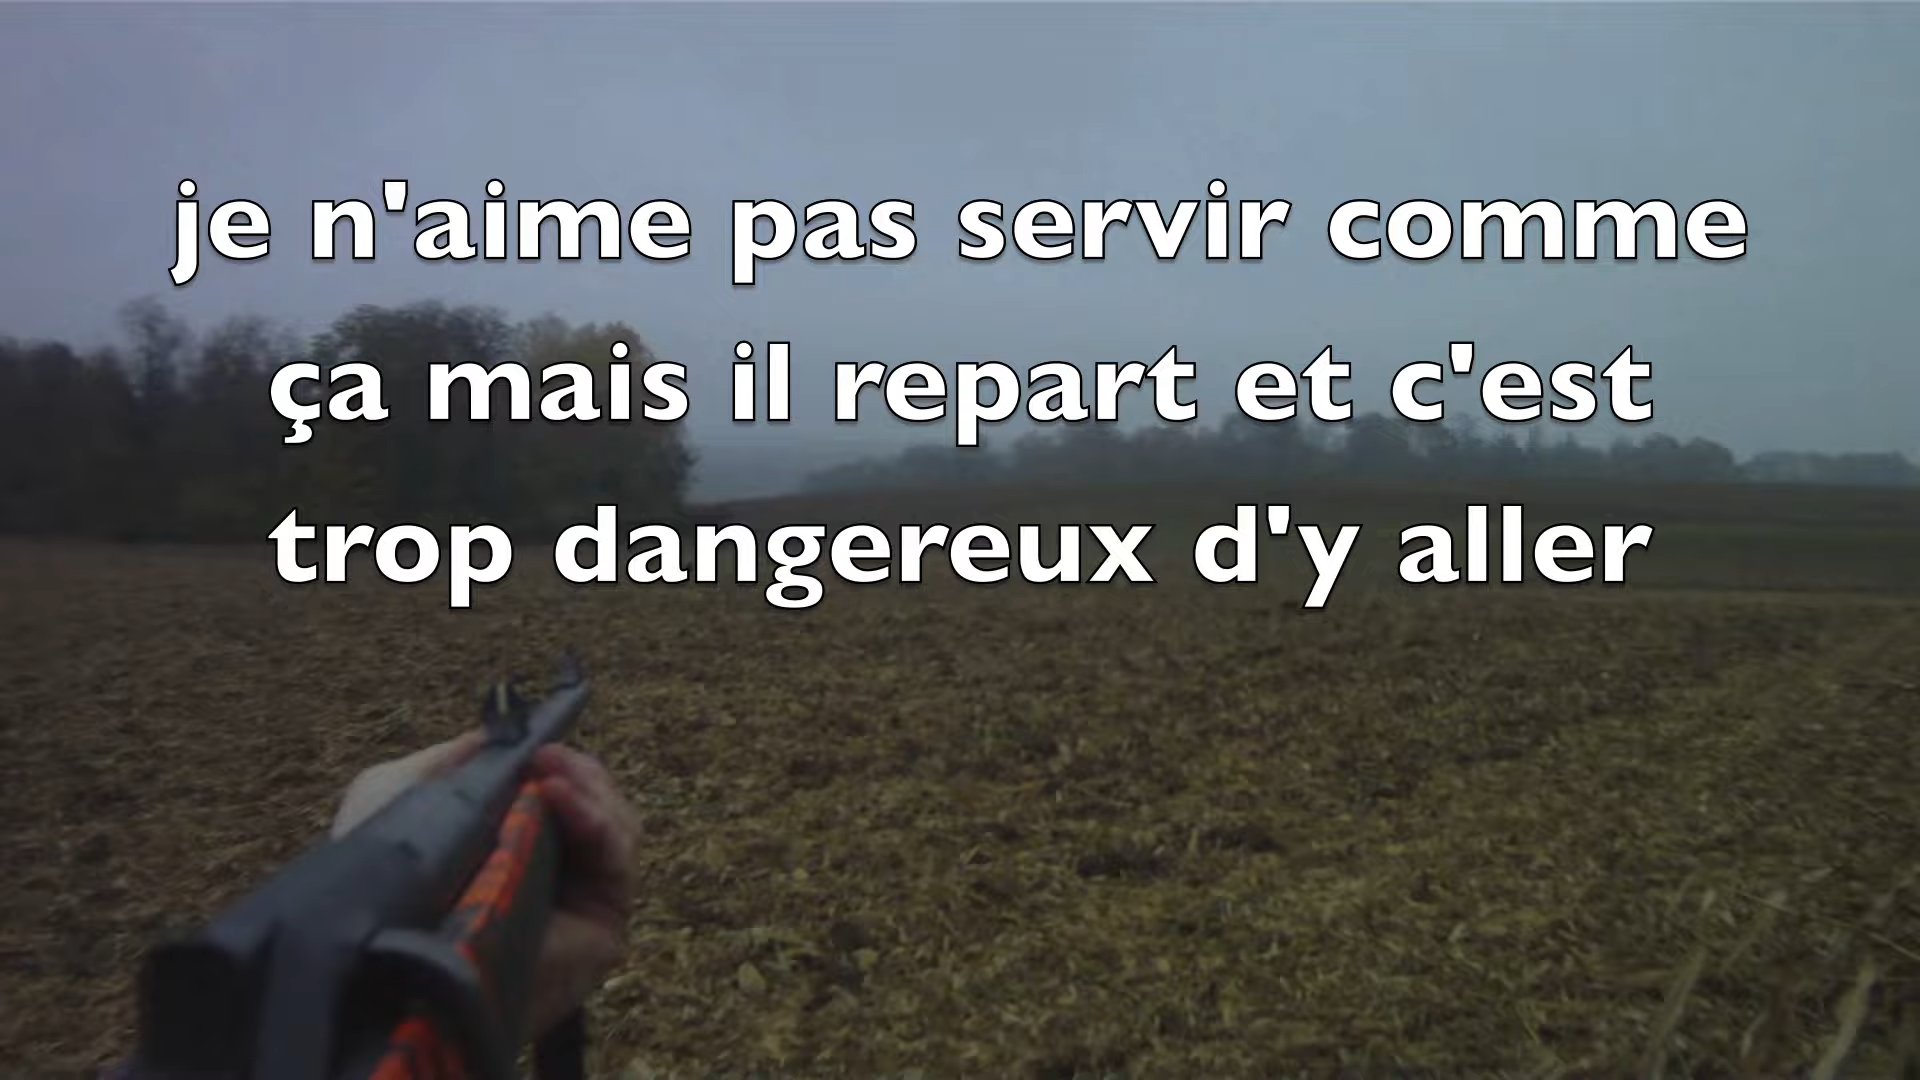 je n'aime pas servir comme
ça mais il repart et c'est
trop dangereux d'y aller